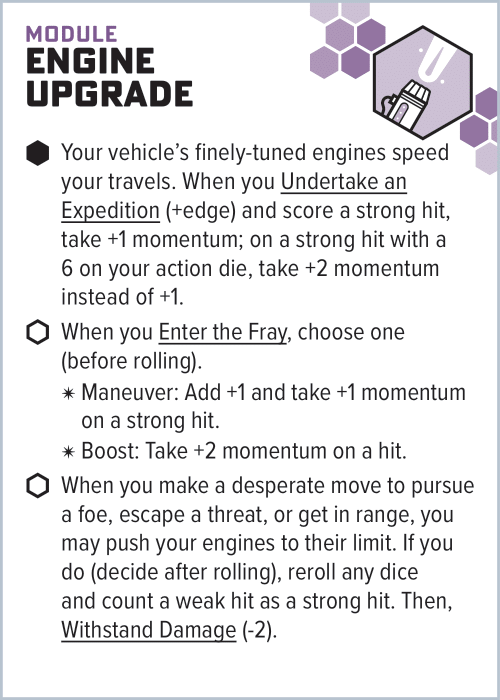 MODULE
ENGINE
UPGRADE
Your vehicle’s finely-tuned engines speed
your travels. When you Undertake an
Expedition (+edge) and score a strong hit,
take +1 momentum; on a strong hit with a
6 on your action die, take +2 momentum
instead of +1.
When you Enter the Fray, choose one
(before rolling).
✴ Maneuver: Add +1 and take +1 momentum
on a strong hit.
✴ Boost: Take +2 momentum on a hit.
When you make a desperate move to pursue
a foe, escape a threat, or get in range, you
may push your engines to their limit. If you
do (decide after rolling), reroll any dice
and count a weak hit as a strong hit. Then,
Withstand Damage (-2).